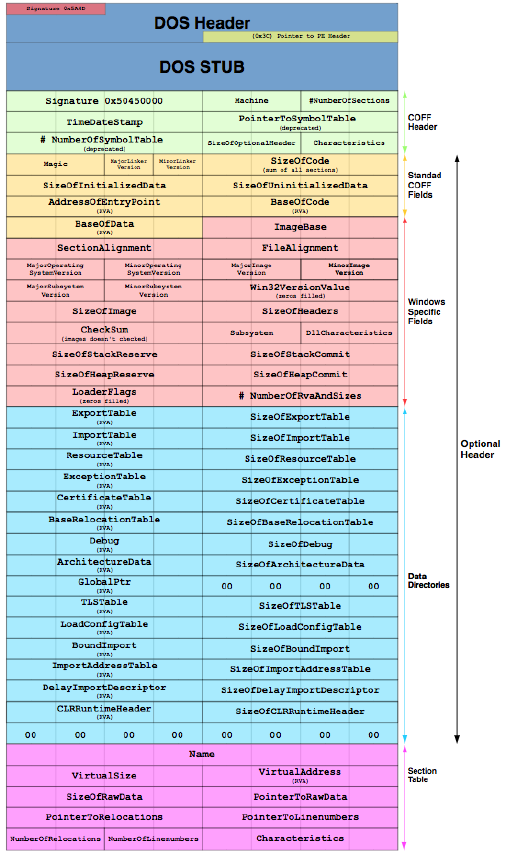 Signature 0x5A4D
DOS Header
(0x3C) Pointer to PE Header
DOS STUB
Signature 0x50450000
Machine
#NumberOfSections
TimeDateStamp
PointerToSymbolTable
(deprecated)
# NumberOfSymbolTable
(deprecated)
SizeOfOptionalHeader
Characteristics
COFF
Header
Magic
MajorLinker
Version
MinorLinker
Version
SizeOfCode
(sum of all sections)
SizeOfInitializedData
SizeOfUninitializedData
AddressOfEntryPoint
(RVA)
BaseOfCode
(RVA)
Standad
COFF
Fields
BaseOfData
(RVA)
ImageBase
SectionAlignment
FileAlignment
MajorOperating
SystemVersion
MinorOperating
SystemVersion
MajorImage
Version
MinorImage
Version
MajorSubsystem
Version
MinorSubsystem
Version
Win32VersionValue
(zeros filled)
SizeOfImage
SizeOfHeaders
CheckSum
(images doesn't checked)
Subsystem
DllCharacteristics
SizeOfStackReserve
SizeOfStackCommit
SizeOfHeapReserve
SizeOfHeapCommit
LoaderFlags
(zeros filled)
# NumberOfRvaAndSizes
Windows
Specific
Fields
ExportTable
(RVA)
SizeOfExportTable
ImportTable
(RVA)
SizeOfImportTable
ResourceTable
(RVA)
SizeOfResourceTable
ExceptionTable
(RVA)
SizeOfExceptionTable
CertificateTable
(RVA)
SizeOfCertificateTable
BaseRelocationTable
(RVA)
SizeOfBaseRelocationTable
Debug
(RVA)
SizeOfDebug
ArchitectureData
(RVA)
SizeOfArchitectureData
GlobalPtr
(RVA)
00 00 00 00
TLSTable
(RVA)
SizeOfTLSTable
LoadConfigTable
(RVA)
SizeOfLoadConfigTable
BoundImport
(RVA)
SizeOfBoundImport
ImportAddressTable
(RVA)
SizeOfImportAddressTable
DelayImportDescriptor
(RVA)
SizeOfDelayImportDescriptor
CLRRuntimeHeader
(RVA)
SizeOfCLRRuntimeHeader
00 00 00 00 00 00 00 00
Data
Directories
Optional
Header
Name
VirtualSize
VirtualAddress
(RVA)
SizeOfRawData
PointerToRawData
PointerToRelocations
PointerToLinenumbers
NumberOfRelocations
NumberOfLinenumbers
Characteristics
Section
Table